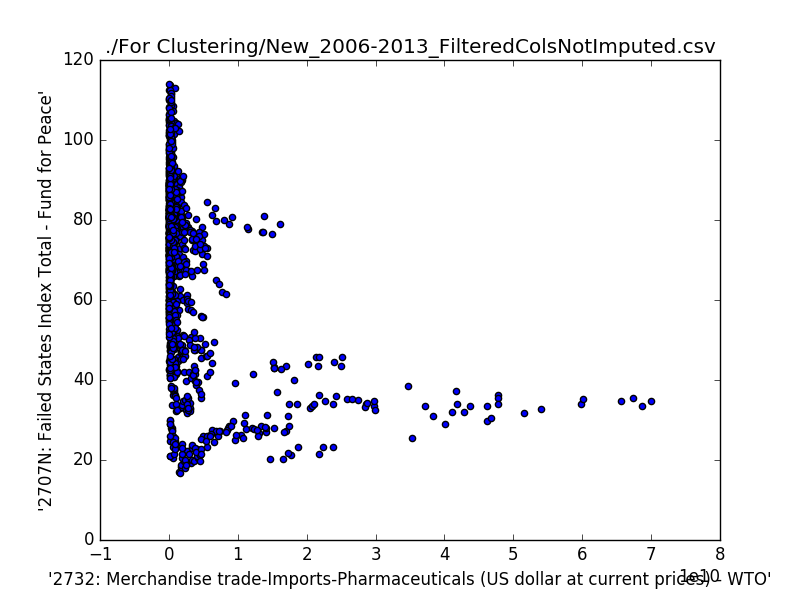 ./For Clustering/New_2006-2013_FilteredColsNotImputed.csv
120
100
80
60
40
20
0
'2707N: Failed States Index Total - Fund for Peace'
−1 0 1 2 3 4 5 6 7 8
1e10
'2732: Merchandise trade-Imports-Pharmaceuticals (US dollar at current prices) - WTO'